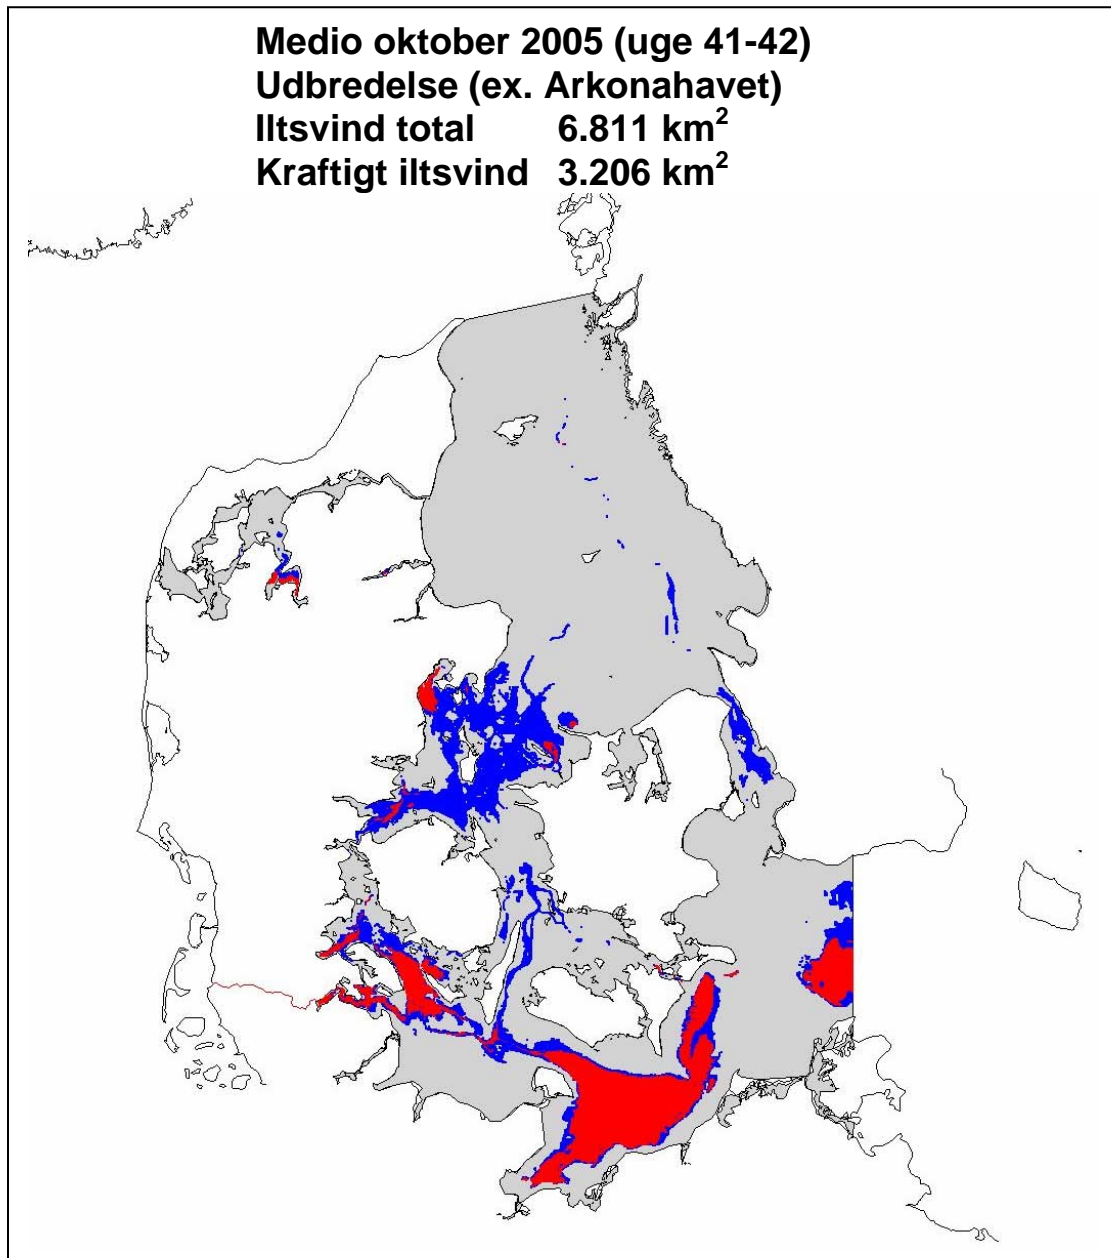 Medio oktober 2005 (uge 41-42)
Udbredelse (ex. Arkonahavet)
Iltsvind total 6.811 km²
Kraftigt iltsvind 3.206 km²